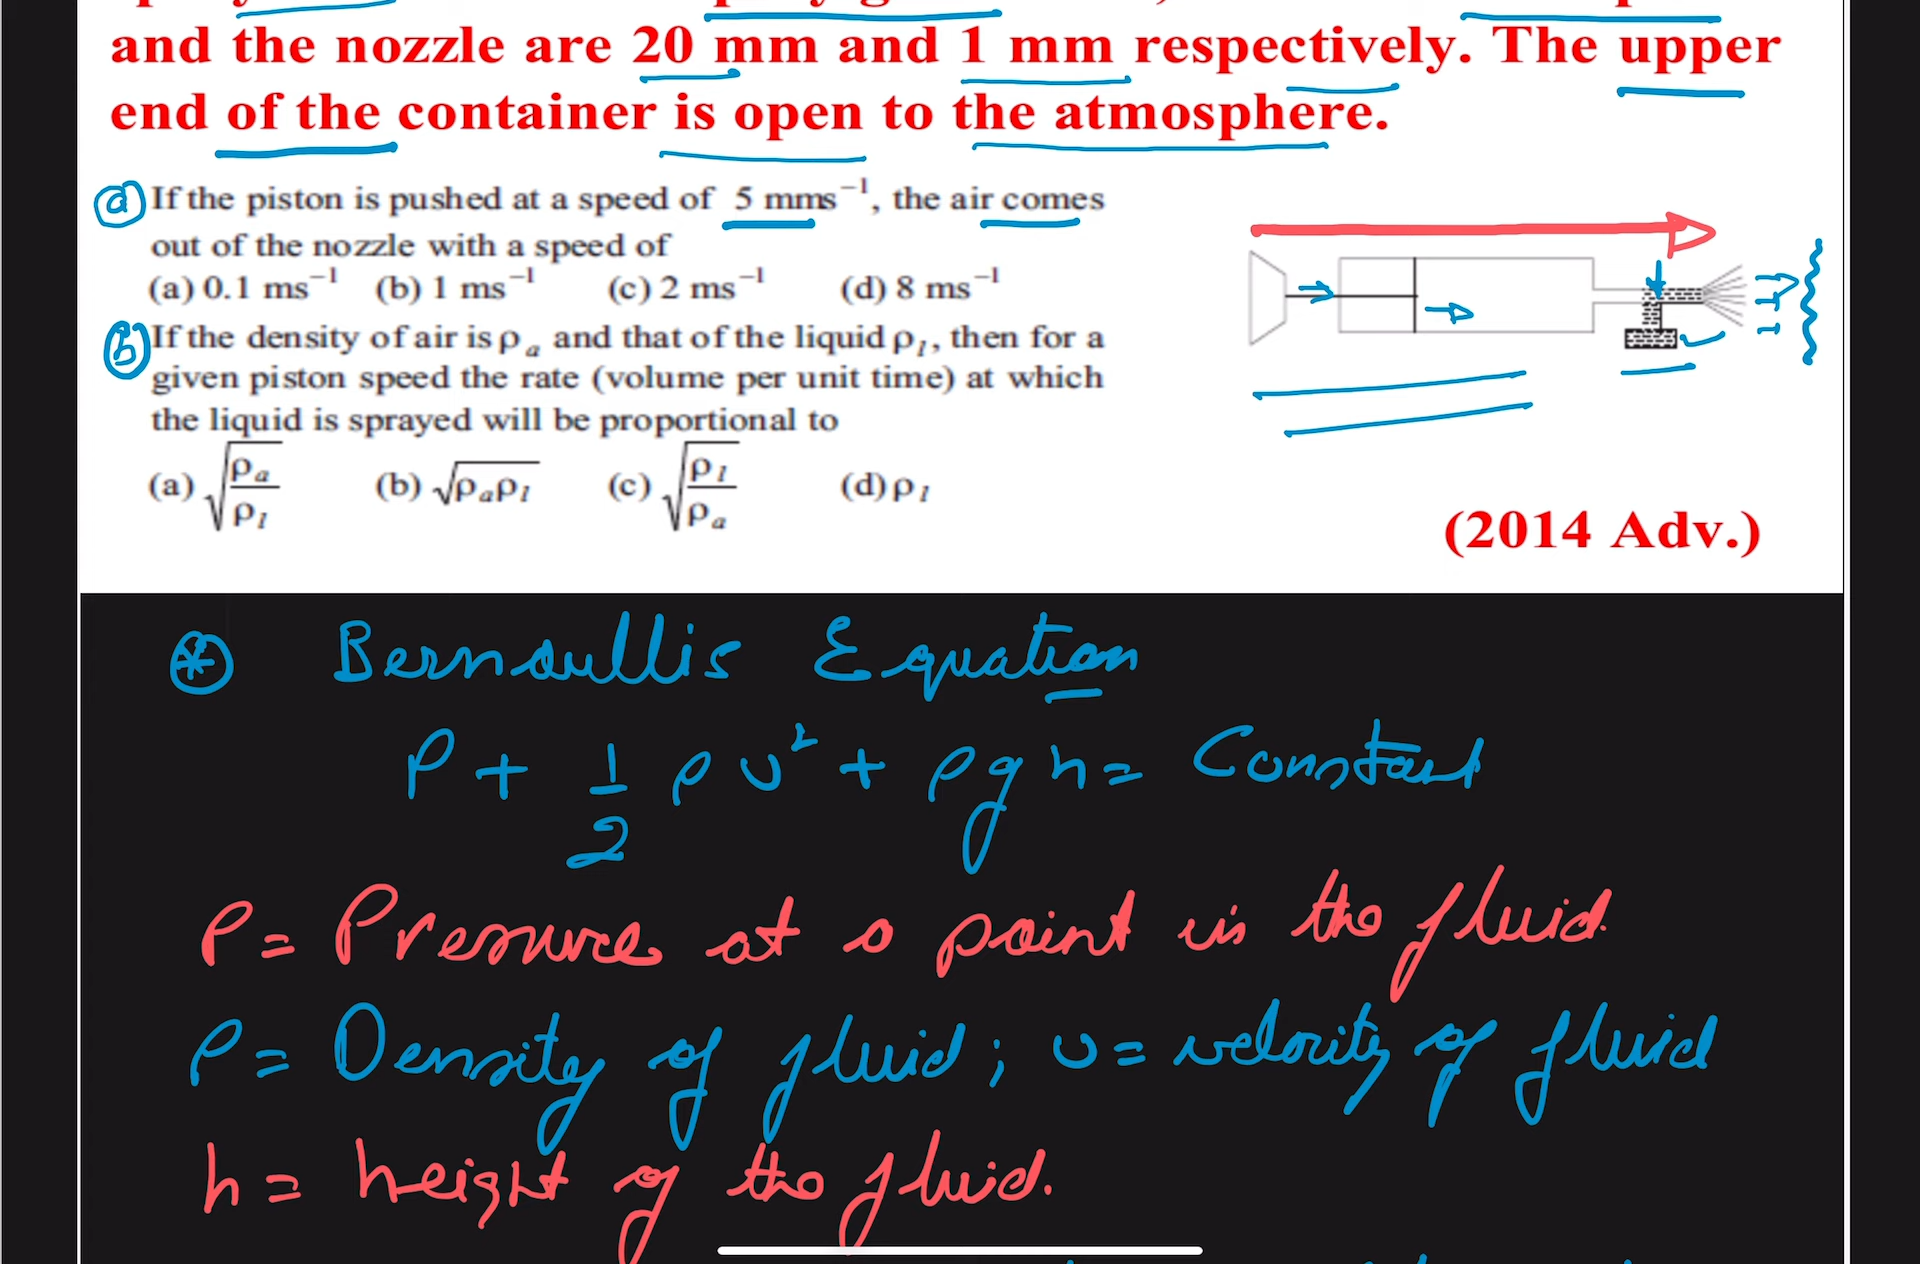 and the nozzle are 20 mm and 1 mm respectively. The upper
end of the container is open to the atmosphere.
(a) If the piston is pushed at a speed of 5 mms⁻¹, the air comes
out of the nozzle with a speed of
(a) 0.1 ms⁻¹ (b) 1 ms⁻¹ (c) 2 ms⁻¹ (d) 8 ms⁻¹
(b) If the density of air is ρₐ and that of the liquid ρₗ, then for a
given piston speed the rate (volume per unit time) at which
the liquid is sprayed will be proportional to
(a) √(ρₐ/ρₗ) (b) √(ρₐρₗ) (c) √(ρₗ/ρₐ) (d) ρₗ
(2014 Adv.)
* Bernoullis Equation
P + 1/2 ρv² + ρgh = Constant
P = Pressure at a point in the fluid.
ρ = Density of fluid; v = velocity of fluid
h = height of the fluid.